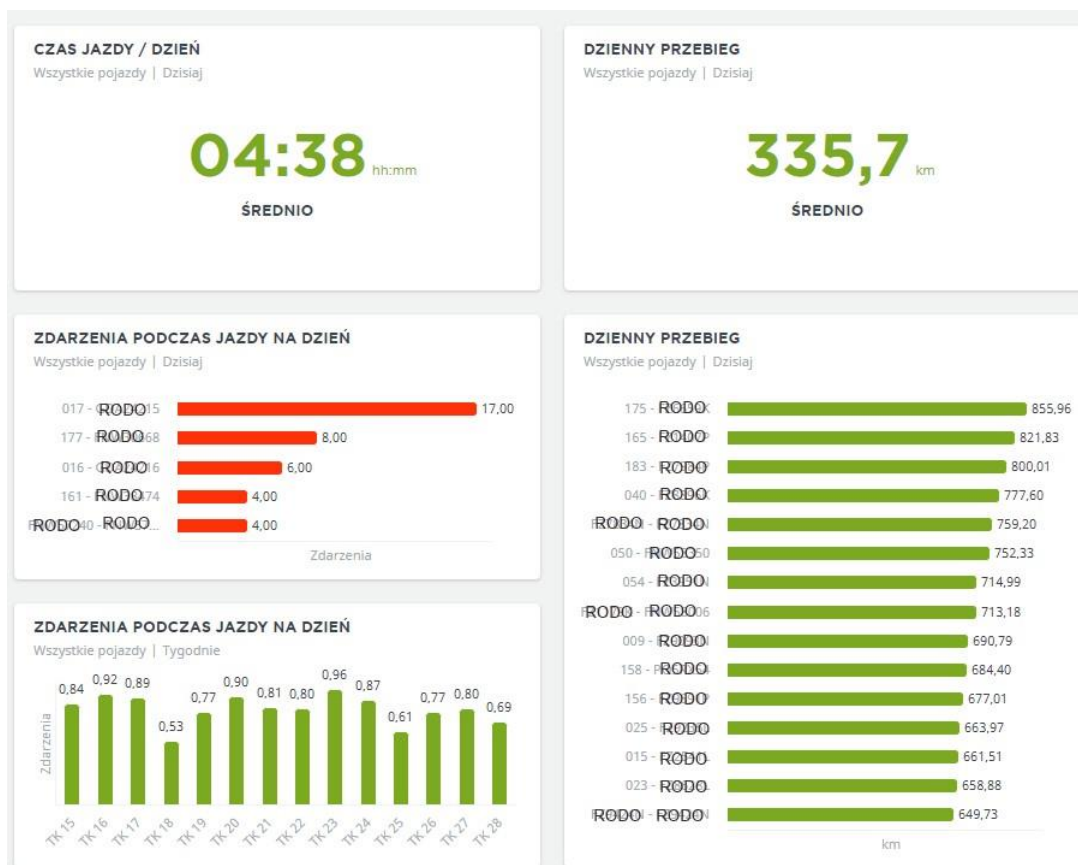 CZAS JAZDY / DZIEŃ
Wszystkie pojazdy | Dzisiaj
04:38 hh:mm
ŚREDNIO
DZIENNY PRZEBIEG
Wszystkie pojazdy | Dzisiaj
335,7 km
ŚREDNIO
ZDARZENIA PODCZAS JAZDY NA DZIEŃ
Wszystkie pojazdy | Dzisiaj
017 - RODO 17,00
177 - RODO 8,00
016 - RODO 6,00
161 - RODO 4,00
RODO RODO 4,00
Zdarzenia
ZDARZENIA PODCZAS JAZDY NA DZIEŃ
Wszystkie pojazdy | Tygodnie
Zdarzenia
0,84 0,92 0,89 0,53 0,77 0,90 0,81 0,80 0,96 0,87 0,61 0,77 0,80 0,69
TK 15 TK 16 TK 17 TK 18 TK 19 TK 20 TK 21 TK 22 TK 23 TK 24 TK 25 TK 26 TK 27 TK 28
DZIENNY PRZEBIEG
Wszystkie pojazdy | Dzisiaj
175 - RODO 855,96
165 - RODO 821,83
183 - RODO 800,01
040 - RODO 777,60
RODO RODO 759,20
050 - RODO 752,33
054 - RODO 714,99
RODO RODO 713,18
009 - RODO 690,79
158 - RODO 684,40
156 - RODO 677,01
025 - RODO 663,97
015 - RODO 661,51
023 - RODO 658,88
RODO RODO 649,73
km